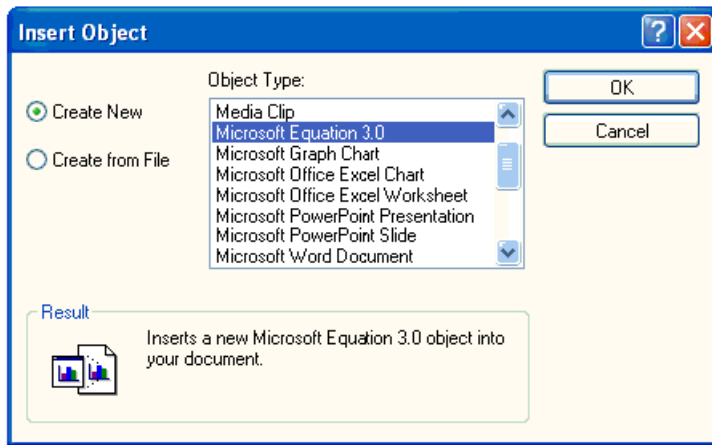 Insert Object
Object Type:
Create New
Create from File
Media Clip
Microsoft Equation 3.0
Microsoft Graph Chart
Microsoft Office Excel Chart
Microsoft Office Excel Worksheet
Microsoft PowerPoint Presentation
Microsoft PowerPoint Slide
Microsoft Word Document
OK
Cancel
Result
Inserts a new Microsoft Equation 3.0 object into
your document.